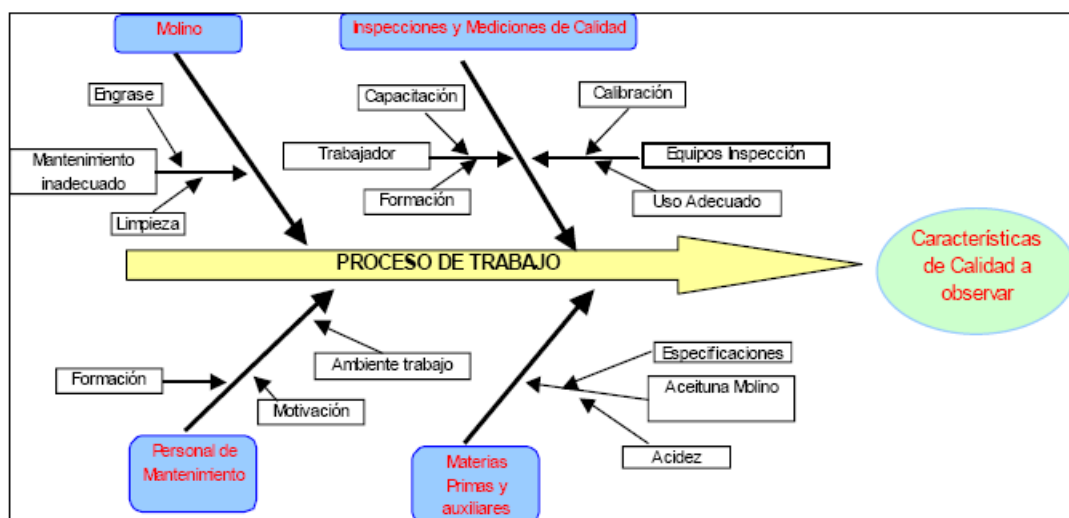 Molino
Inspecciones y Mediciones de Calidad
Engrase
Capacitación
Calibración
Mantenimiento
inadecuado
Trabajador
Equipos Inspección
Limpieza
Formación
Uso Adecuado
PROCESO DE TRABAJO
Características
de Calidad a
observar
Formación
Ambiente trabajo
Motivación
Especificaciones
Aceituna Molino
Acidez
Personal de
Mantenimiento
Materias
Primas y
auxiliares